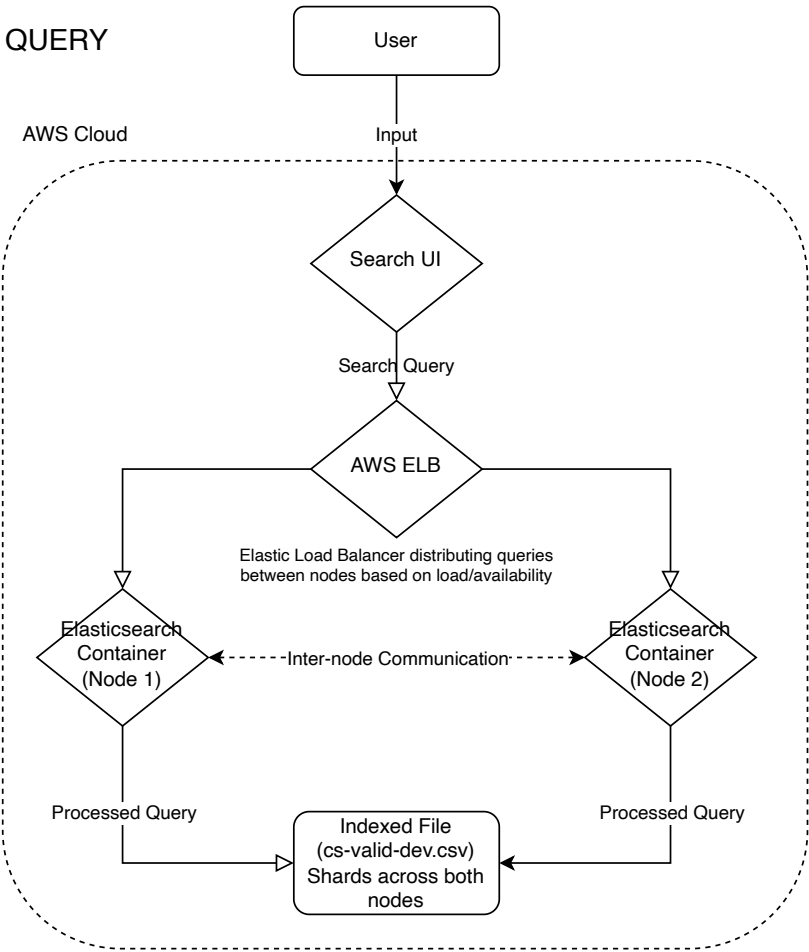 QUERY
User
AWS Cloud
Input
Search UI
Search Query
AWS ELB
Elastic Load Balancer distributing queries
between nodes based on load/availability
Elasticsearch
Container
(Node 1)
Inter-node Communication
Elasticsearch
Container
(Node 2)
Processed Query
Processed Query
Indexed File
(cs-valid-dev.csv)
Shards across both
nodes